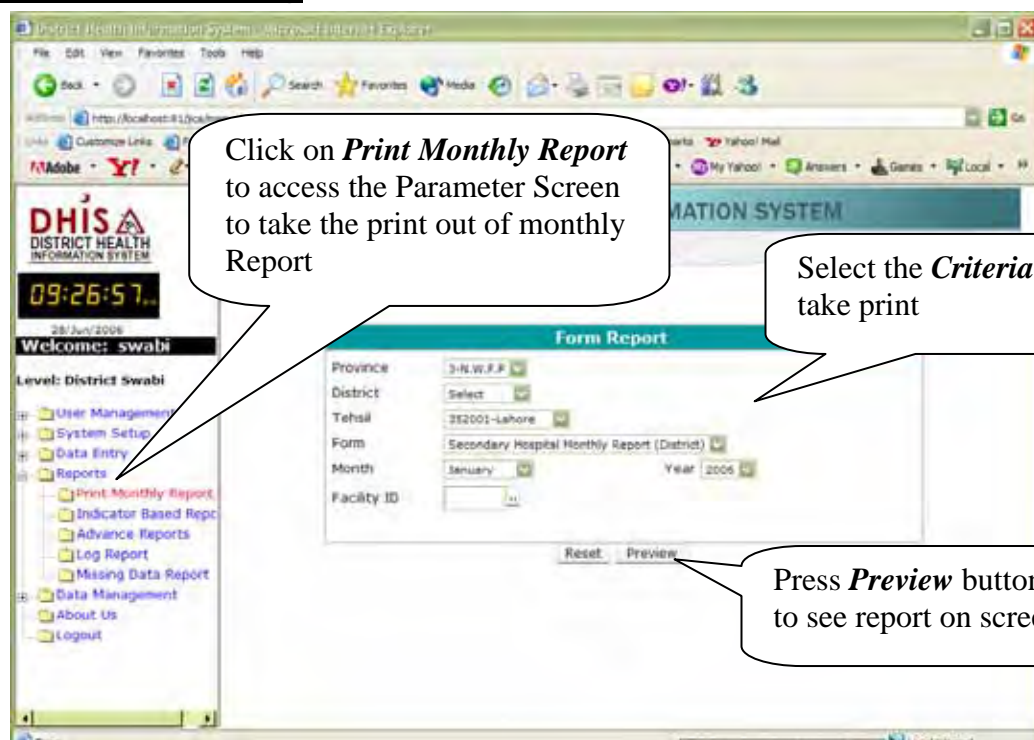 District Health Information System - Microsoft Internet Explorer
File Edit View Favorites Tools Help
Back Search Favorites Media
http://localhost:81/
Links Customize Links Yahoo! Mail
Adobe Y! My Yahoo! Answers Games Local
Click on Print Monthly Report
to access the Parameter Screen
to take the print out of monthly
Report
MATION SYSTEM
DHIS
DISTRICT HEALTH
INFORMATION SYSTEM
09:26:57
28/Jun/2006
Welcome: swabi
Level: District Swabi
User Management
System Setup
Data Entry
Reports
Print Monthly Report
Indicator Based Repo
Advance Reports
Log Report
Missing Data Report
Data Management
About Us
Logout
Select the Criteria
take print
Form Report
Province 3-N.W.F.P
District Select
Tehsil 352001-Lahore
Form Secondary Hospital Monthly Report (District)
Month January Year 2006
Facility ID ..
Reset Preview
Press Preview button
to see report on scree